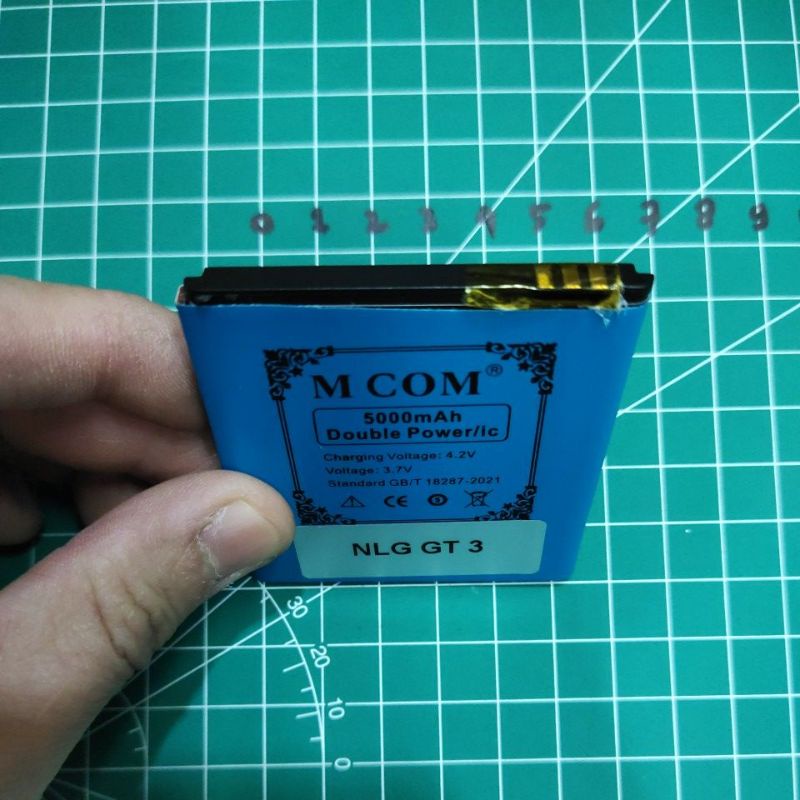 0 1 2 3 4 5 6 7 8 9
M COM®
5000mAh
Double Power/Ic
Charging Voltage: 4.2V
Voltage: 3.7V
Standard GB/T 18287-2021
CE
NLG GT 3
30
20
10
0